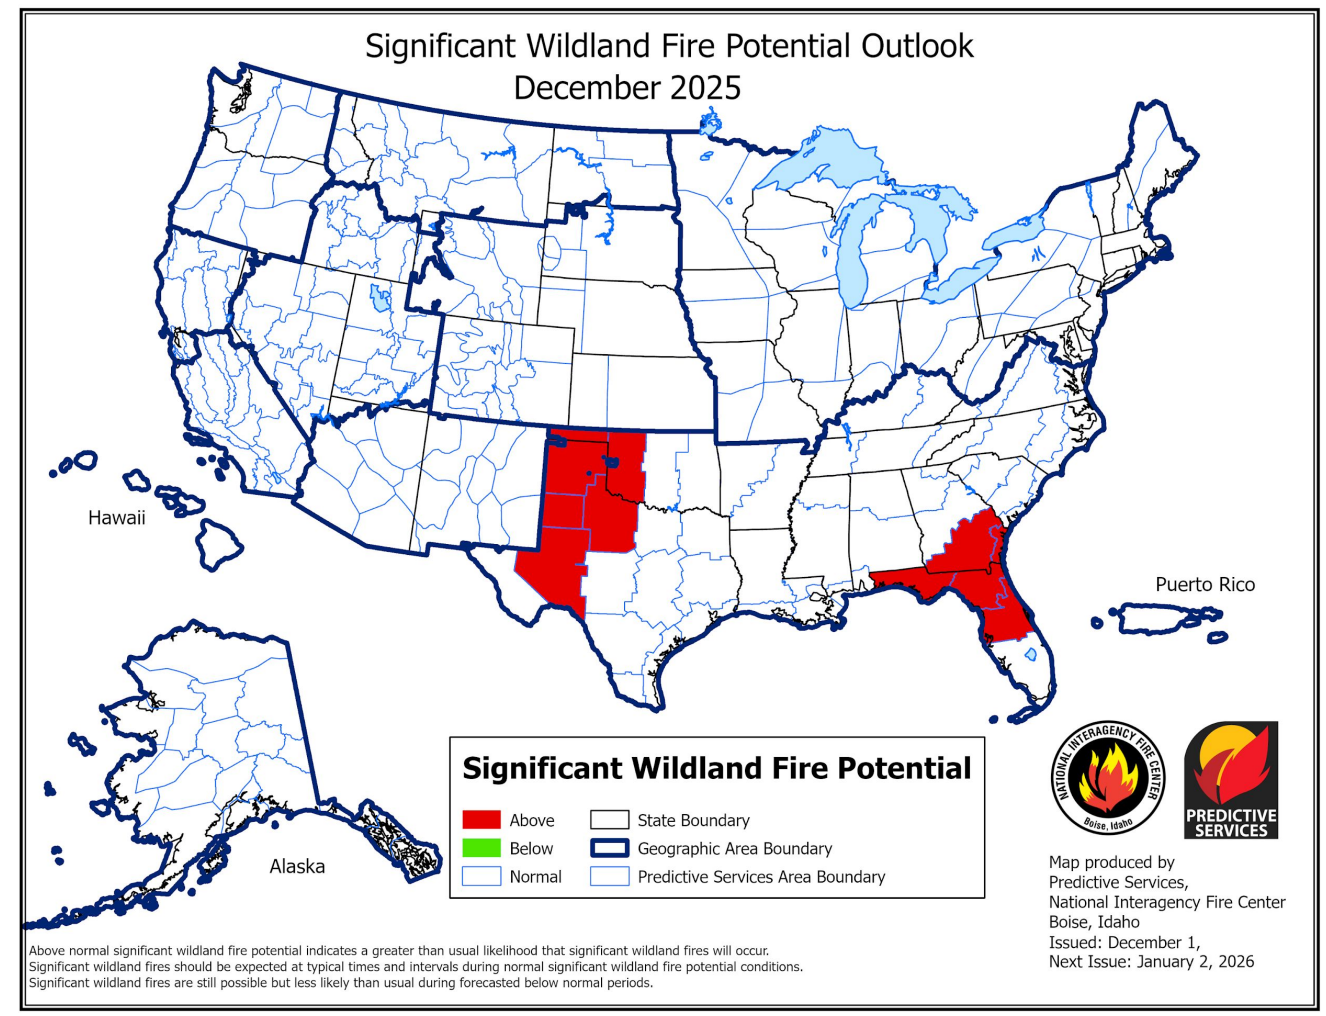 Significant Wildland Fire Potential Outlook
December 2025
Hawaii
Puerto Rico
Alaska
Significant Wildland Fire Potential
Above
State Boundary
Below
Geographic Area Boundary
Normal
Predictive Services Area Boundary
NATIONAL INTERAGENCY FIRE CENTER
Boise, Idaho
PREDICTIVE
SERVICES
Map produced by
Predictive Services,
National Interagency Fire Center
Boise, Idaho
Issued: December 1,
Next Issue: January 2, 2026
Above normal significant wildland fire potential indicates a greater than usual likelihood that significant wildland fires will occur.
Significant wildland fires should be expected at typical times and intervals during normal significant wildland fire potential conditions.
Significant wildland fires are still possible but less likely than usual during forecasted below normal periods.